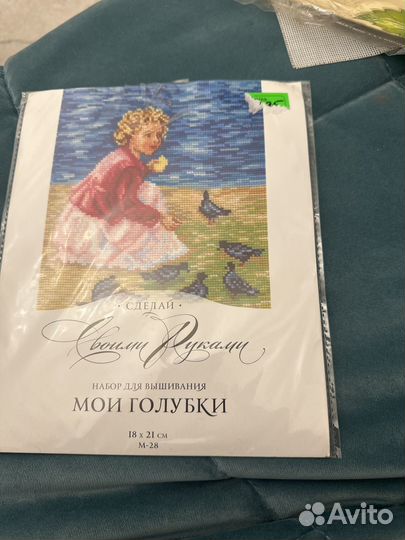 · СДЕЛАЙ ·
Своими Руками
НАБОР ДЛЯ ВЫШИВАНИЯ
МОИ ГОЛУБКИ
18 X 21 СМ
М-28
Avito